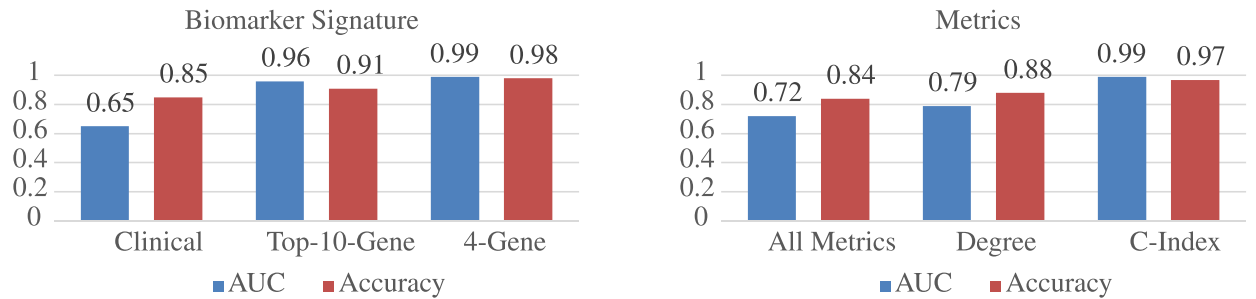 Biomarker Signature
0.65 0.85 0.96 0.91 0.99 0.98
1
0.8
0.6
0.4
0.2
0
Clinical Top-10-Gene 4-Gene
AUC Accuracy
Metrics
0.72 0.84 0.79 0.88 0.99 0.97
1
0.8
0.6
0.4
0.2
0
All Metrics Degree C-Index
AUC Accuracy